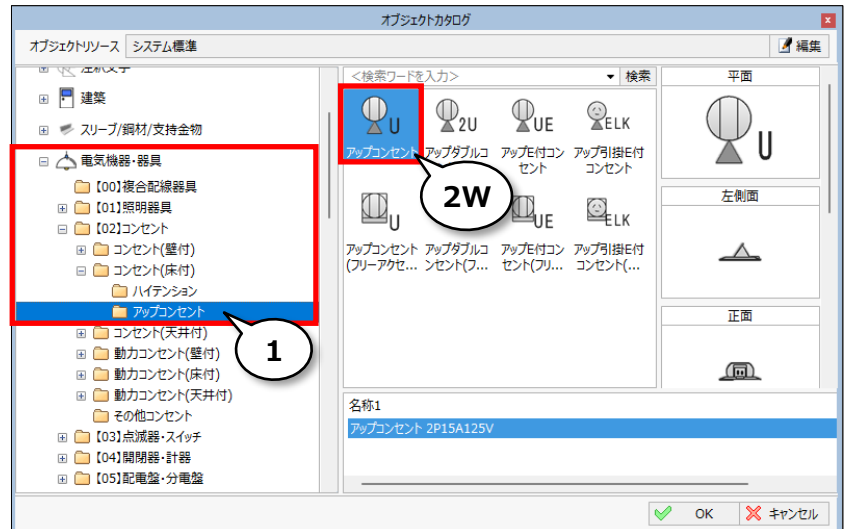 オブジェクトカタログ
オブジェクトリソース システム標準
編集
注釈文字
建築
スリーブ/鋼材/支持金物
電気機器・器具
【00】複合配線器具
【01】照明器具
【02】コンセント
コンセント(壁付)
コンセント(床付)
ハイテンション
アップコンセント
コンセント(天井付)
動力コンセント(壁付)
動力コンセント(床付)
動力コンセント(天井付)
その他コンセント
【03】点滅器・スイッチ
【04】開閉器・計器
【05】配電盤・分電盤
1
<検索ワードを入力>
検索
U
2U
UE
ELK
アップコンセント
アップダブルコ
アップE付コン
セント
アップ引掛E付
コンセント
2W
U
UE
ELK
アップコンセント
(フリーアクセ...
アップダブルコ
ンセント(フ...
アップE付コン
セント(フリ...
アップ引掛E付
コンセント(...
平面
U
左側面
正面
名称1
アップコンセント 2P15A125V
OK
キャンセル